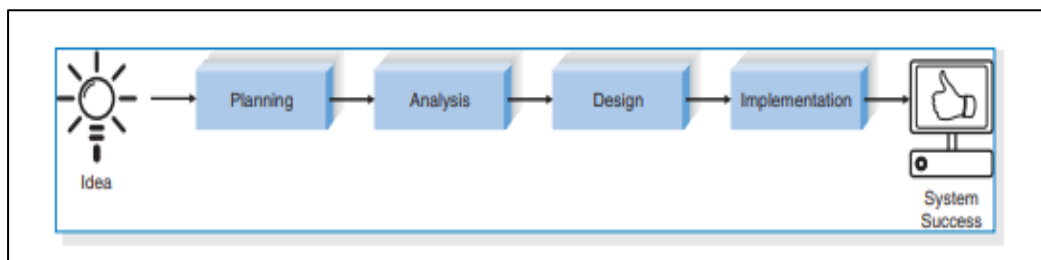 Idea
Planning
Analysis
Design
Implementation
System
Success